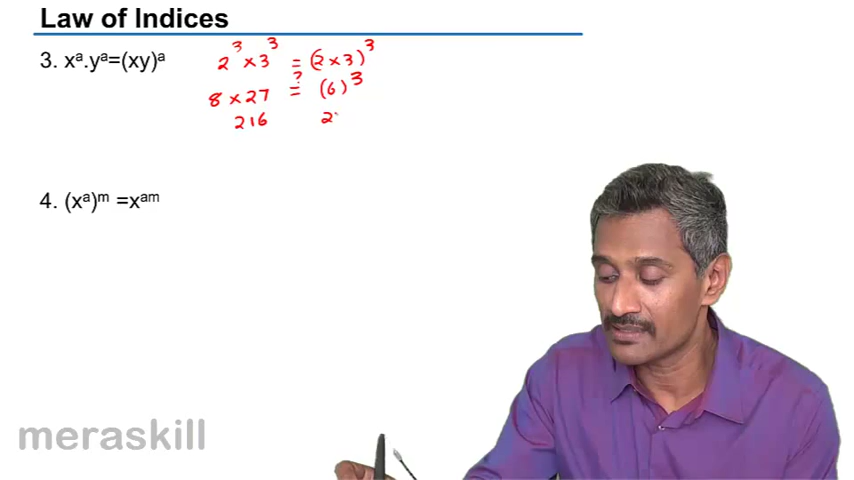 Law of Indices
3. xᵃ.yᵃ=(xy)ᵃ
2³ × 3³ = (2 × 3)³
8 × 27 ≟ (6)³
216 2
4. (xᵃ)ᵐ =xᵃᵐ
meraskill